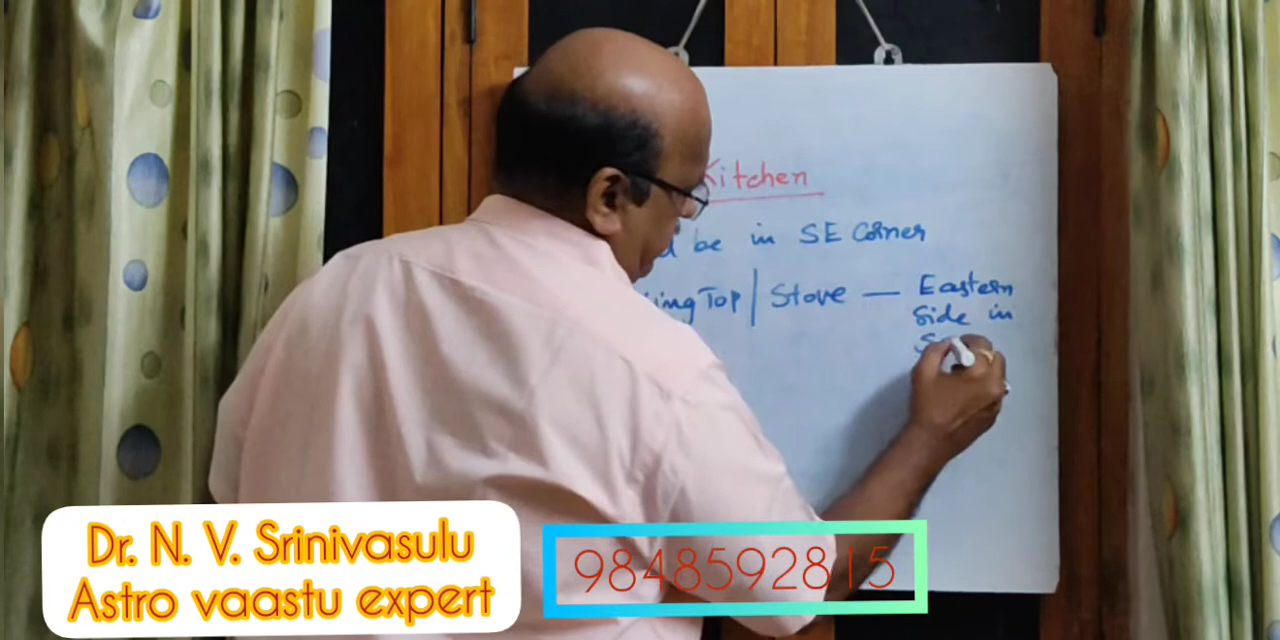 Kitchen
be in SE Corner
Top | Stove — Eastern
Side in
Dr. N. V. Srinivasulu
Astro vaastu expert
9848592815